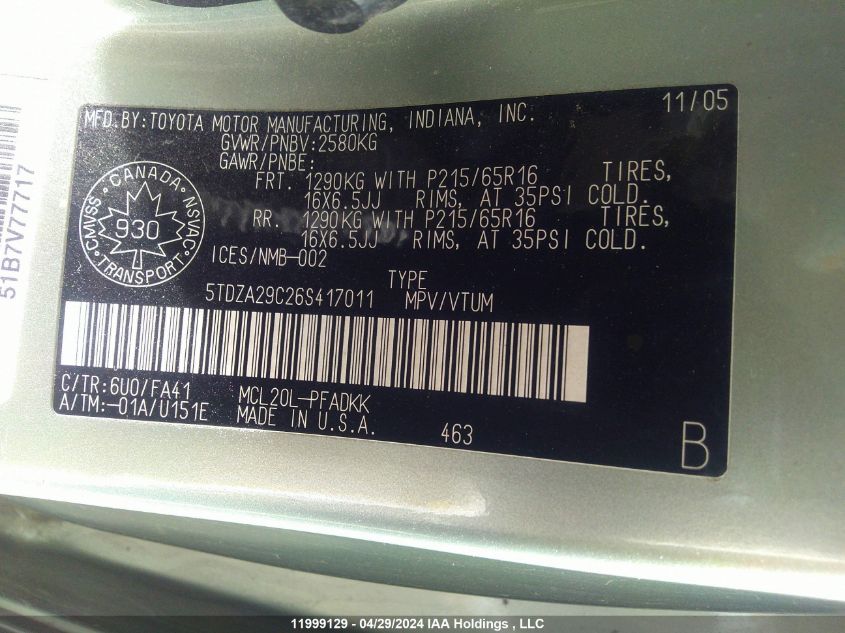 11/05
MFD.BY:TOYOTA MOTOR MANUFACTURING, INDIANA, INC.
GVWR/PNBV:2580KG
GAWR/PNBE:
FRT. 1290KG WITH P215/65R16 TIRES,
16X6.5JJ RIMS, AT 35PSI COLD.
RR. 1290KG WITH P215/65R16 TIRES,
16X6.5JJ RIMS, AT 35PSI COLD.
ICES/NMB-002
CANADA
CMVSS
NSVAC
930
TRANSPORT
TYPE
5TDZA29C26S417011 MPV/VTUM
C/TR:6U0/FA41 MCL20L-PFADKK
A/TM:-01A/U151E MADE IN U.S.A.
463
B
51B7V77717
11999129 - 04/29/2024 IAA Holdings , LLC